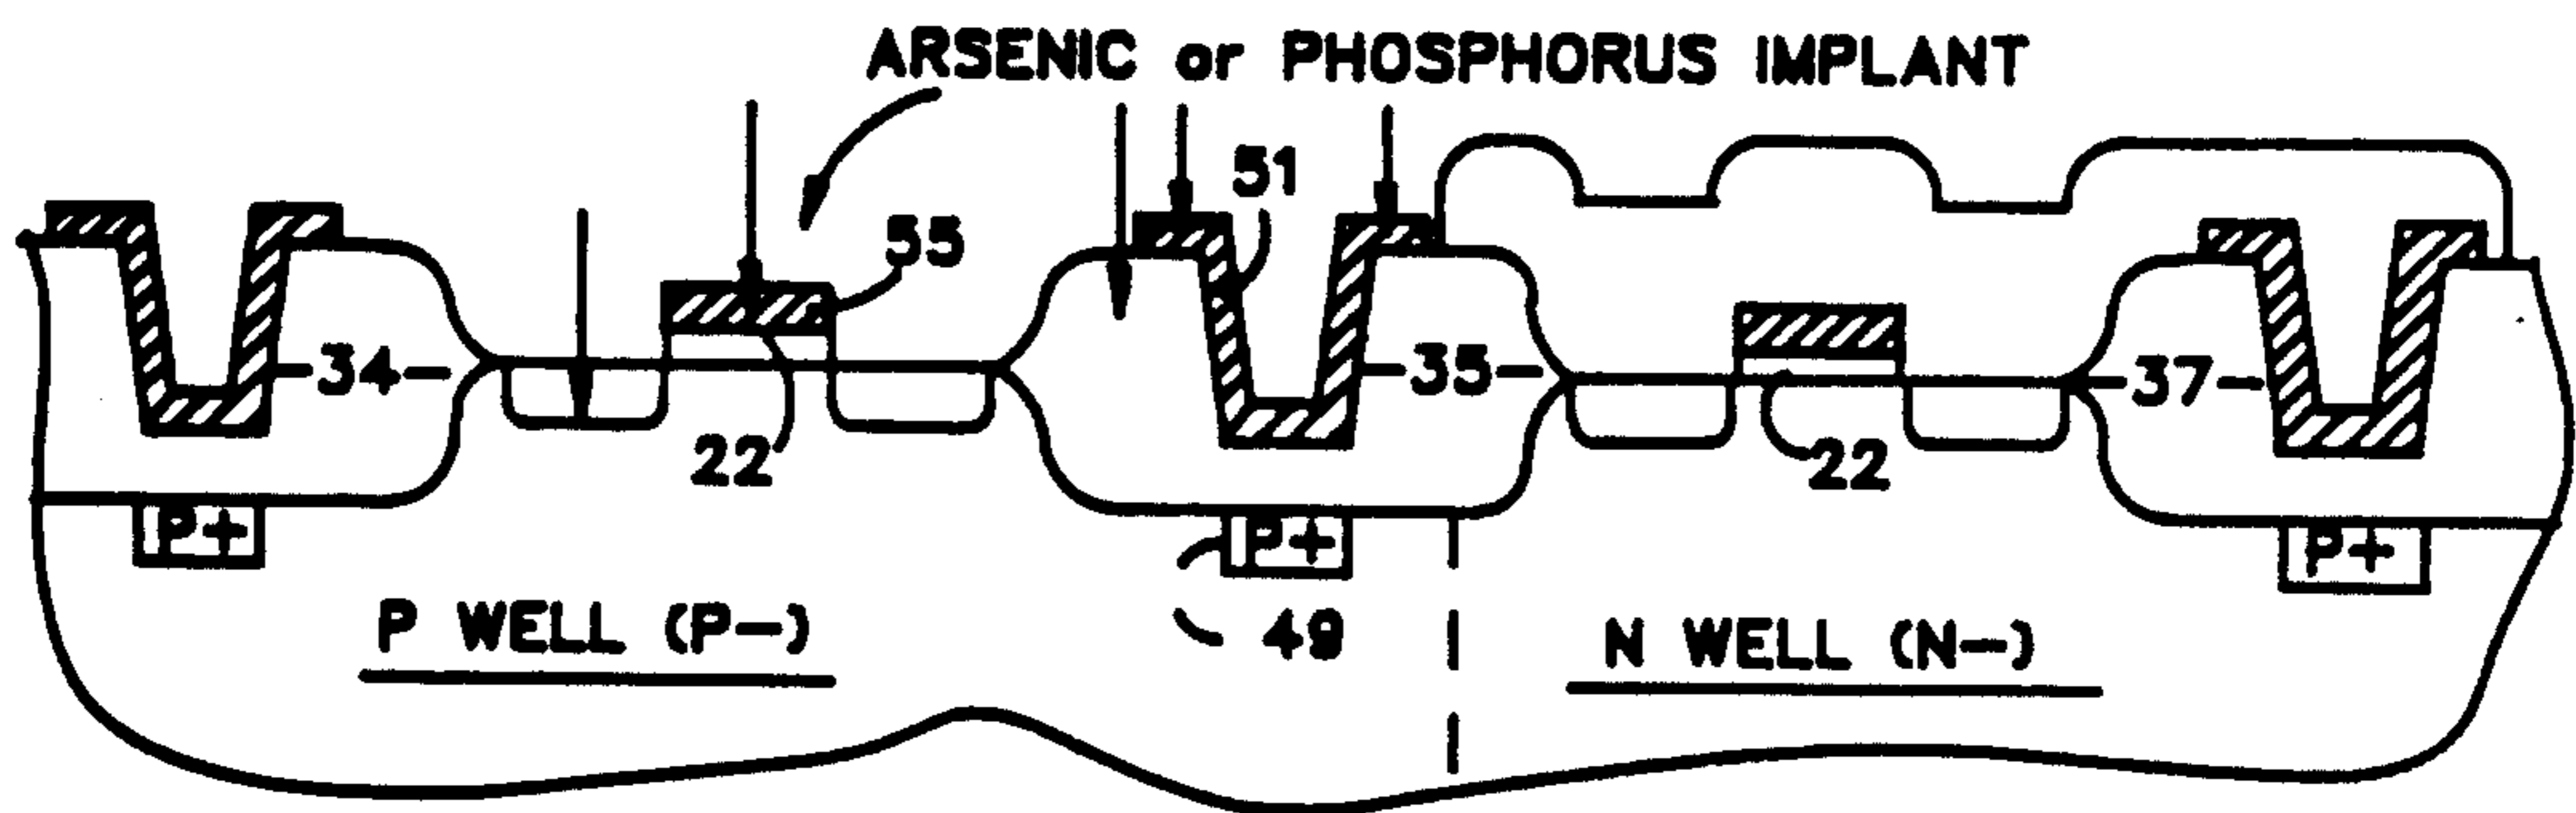 ARSENIC or PHOSPHORUS IMPLANT
51
55
-34-
-35-
-37-
22
22
P+
P+
P+
49
P WELL (P-)
N WELL (N-)